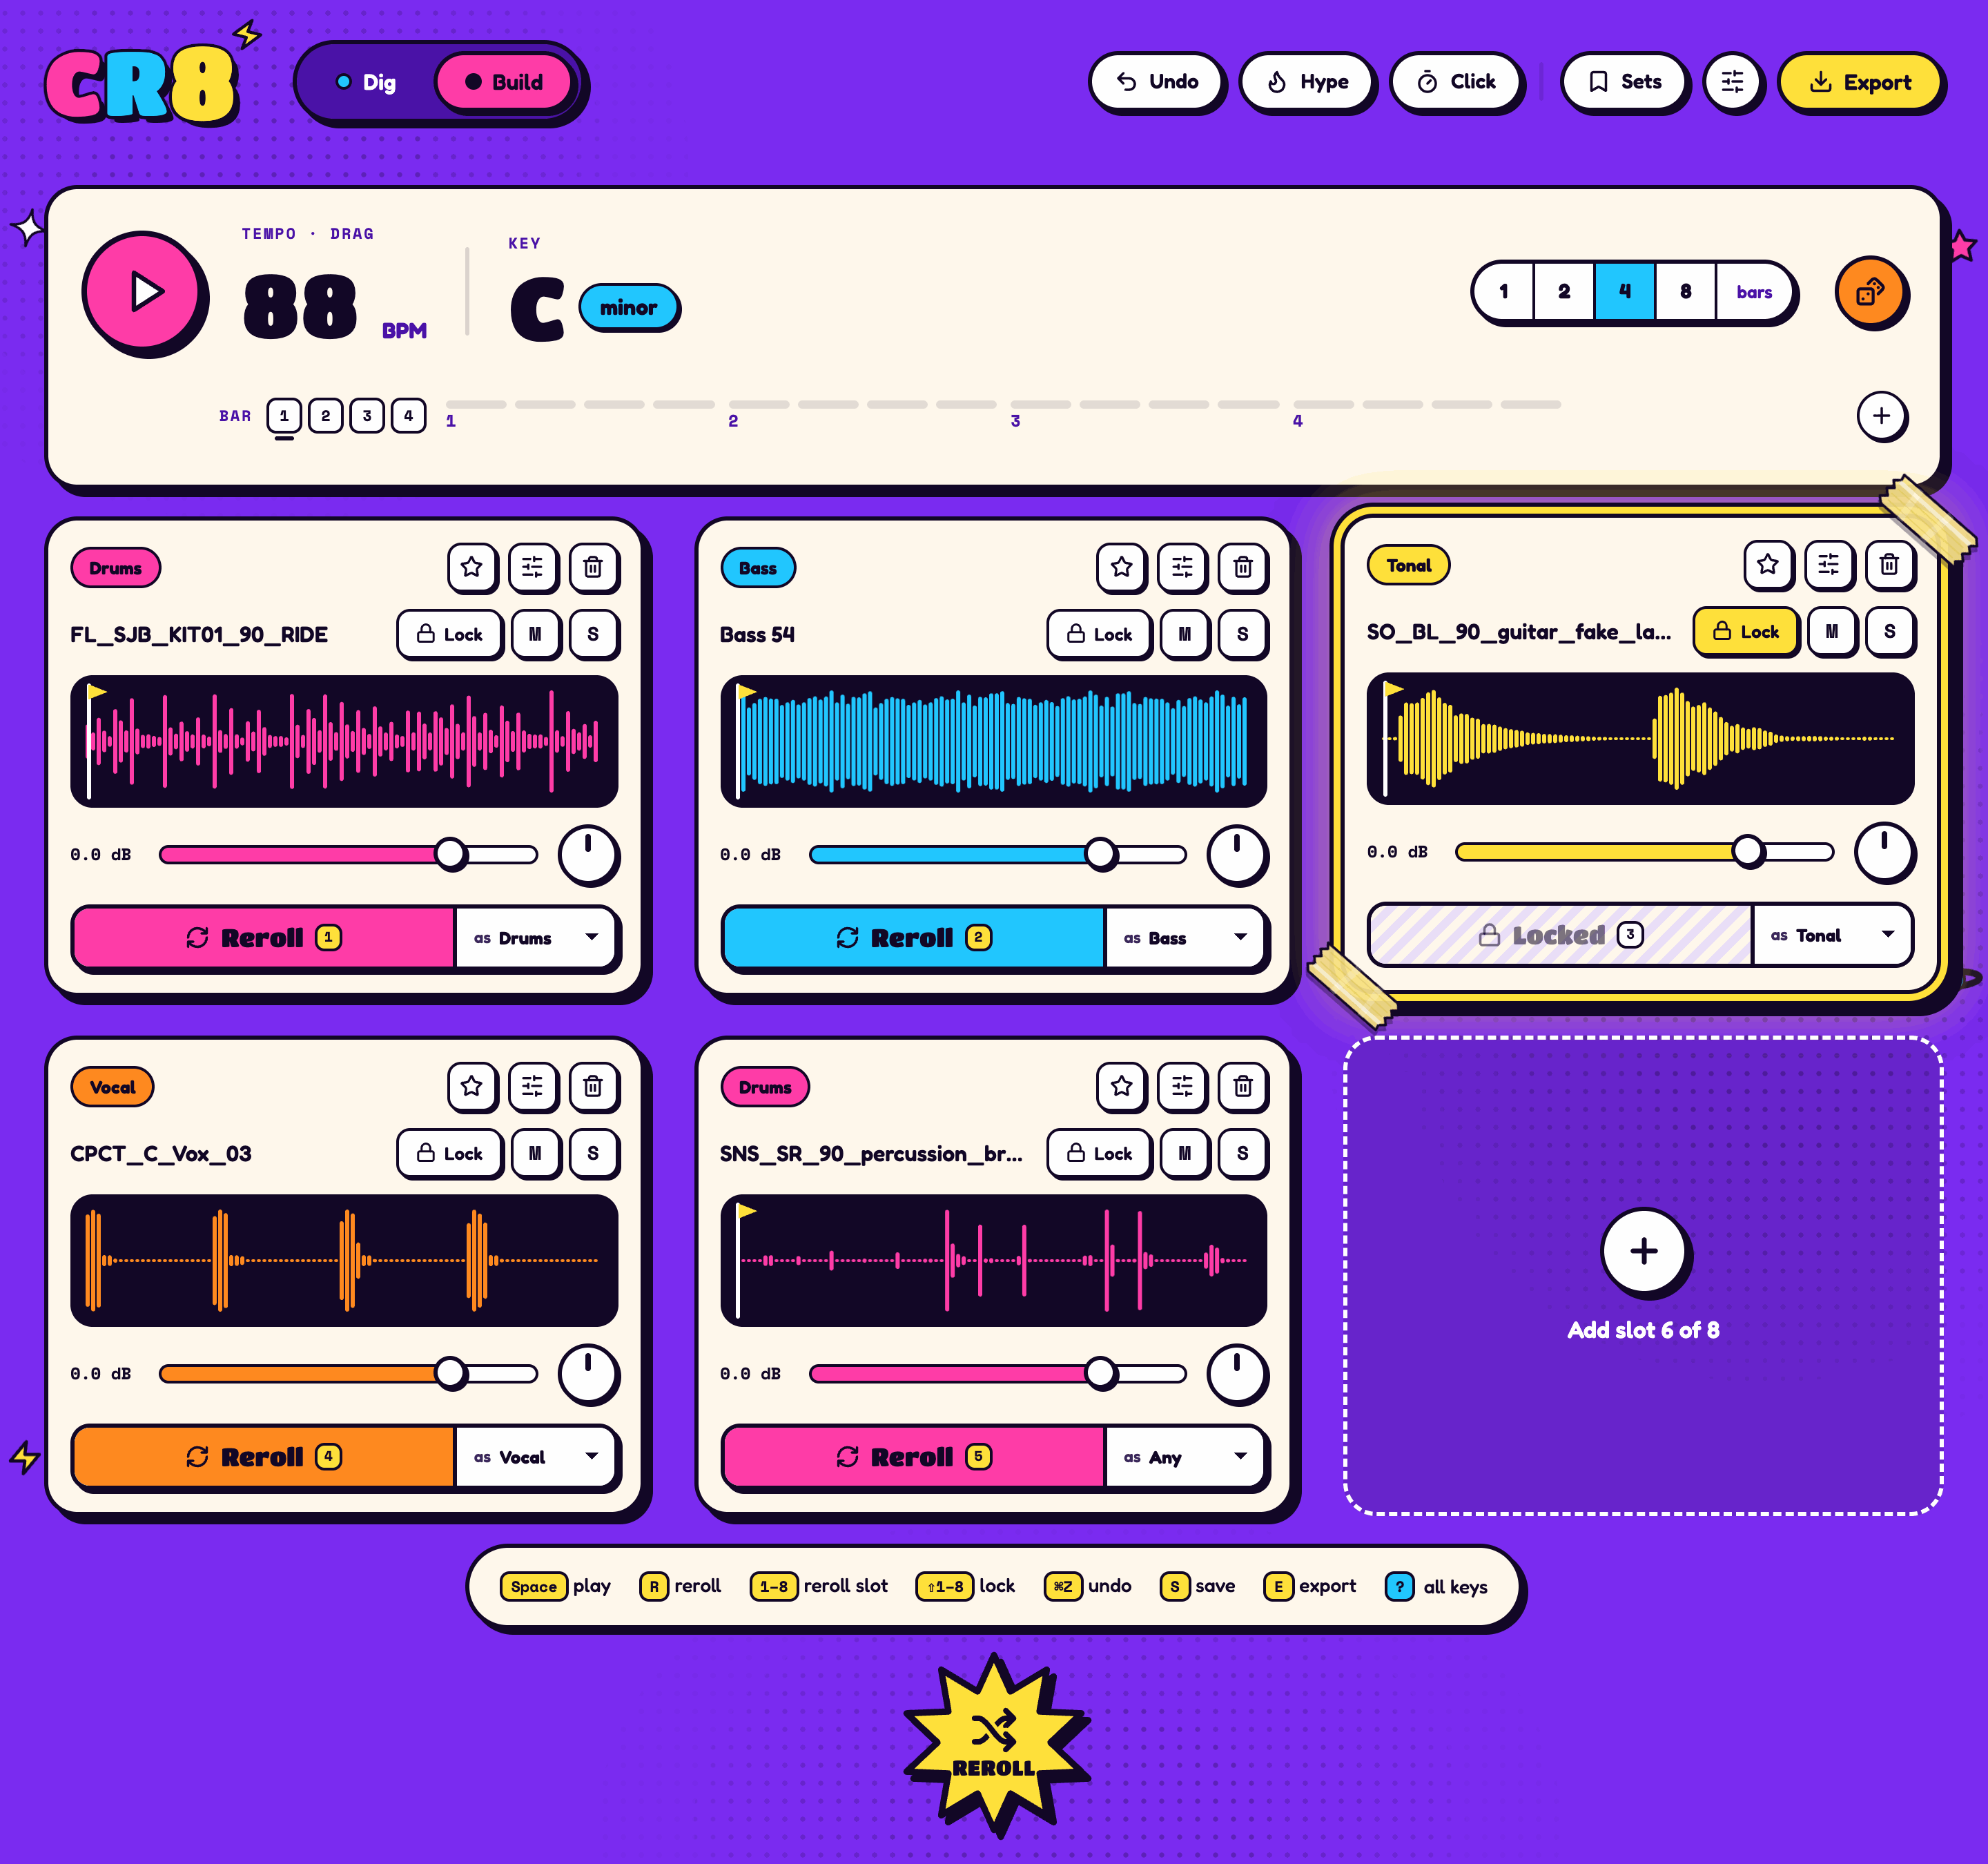 CR8
Dig
Build
Undo
Hype
Click
Sets
Export
TEMPO · DRAG
88 BPM
KEY
C minor
1 2 4 8 bars
BAR 1 2 3 4
1 2 3 4
Drums
FL_SJB_KIT01_90_RIDE
Lock M S
0.0 dB
Reroll 1
as Drums
Bass
Bass 54
Lock M S
0.0 dB
Reroll 2
as Bass
Tonal
SO_BL_90_guitar_fake_la...
Lock M S
0.0 dB
Locked 3
as Tonal
Vocal
CPCT_C_Vox_03
Lock M S
0.0 dB
Reroll 4
as Vocal
Drums
SNS_SR_90_percussion_br...
Lock M S
0.0 dB
Reroll 5
as Any
Add slot 6 of 8
Space play R reroll 1-8 reroll slot ⇧1-8 lock ⌘Z undo S save E export ? all keys
REROLL